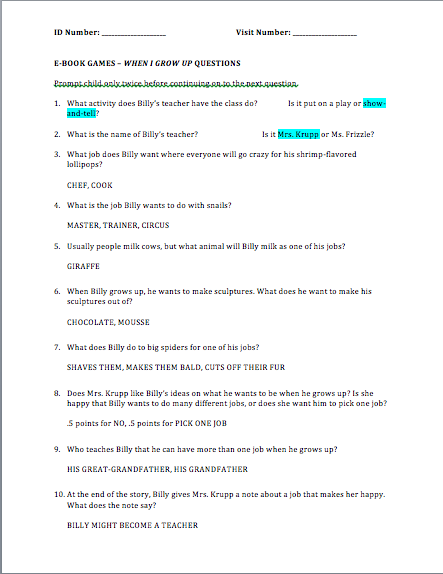 ID Number: ____________________ Visit Number: ____________________
E-BOOK GAMES – WHEN I GROW UP QUESTIONS
Prompt child only twice before continuing on to the next question.
1. What activity does Billy's teacher have the class do? Is it put on a play or show-
and-tell?
2. What is the name of Billy's teacher? Is it Mrs. Krupp or Ms. Frizzle?
3. What job does Billy want where everyone will go crazy for his shrimp-flavored
lollipops?
CHEF, COOK
4. What is the job Billy wants to do with snails?
MASTER, TRAINER, CIRCUS
5. Usually people milk cows, but what animal will Billy milk as one of his jobs?
GIRAFFE
6. When Billy grows up, he wants to make sculptures. What does he want to make his
sculptures out of?
CHOCOLATE, MOUSSE
7. What does Billy do to big spiders for one of his jobs?
SHAVES THEM, MAKES THEM BALD, CUTS OFF THEIR FUR
8. Does Mrs. Krupp like Billy's ideas on what he wants to be when he grows up? Is she
happy that Billy wants to do many different jobs, or does she want him to pick one job?
.5 points for NO, .5 points for PICK ONE JOB
9. Who teaches Billy that he can have more than one job when he grows up?
HIS GREAT-GRANDFATHER, HIS GRANDFATHER
10. At the end of the story, Billy gives Mrs. Krupp a note about a job that makes her happy.
What does the note say?
BILLY MIGHT BECOME A TEACHER